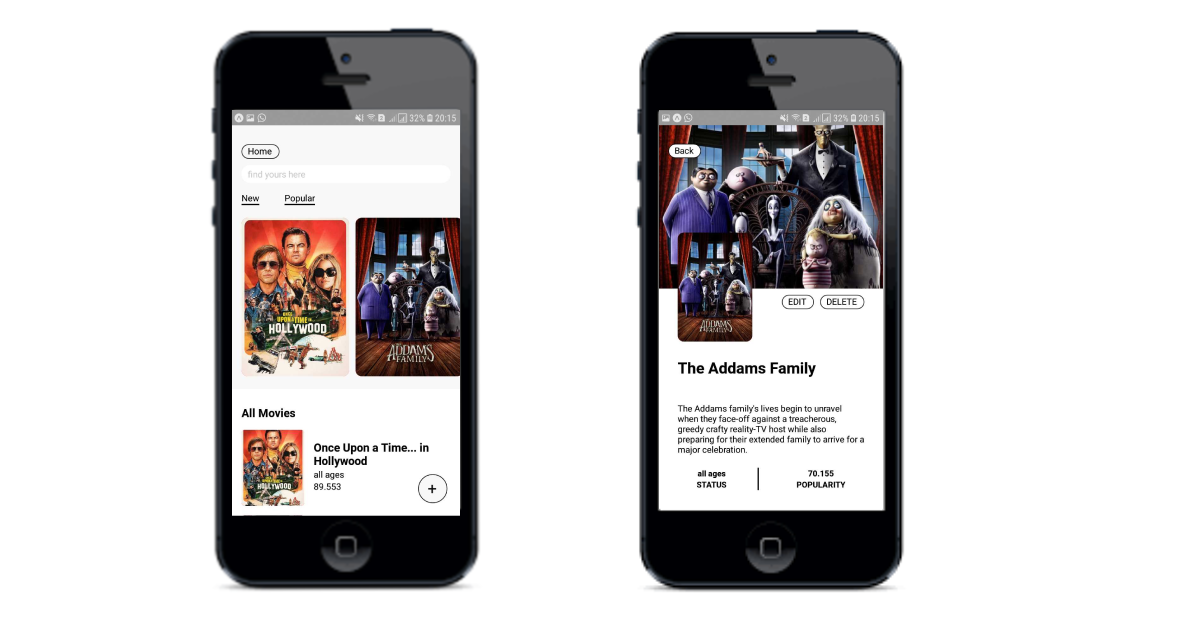 32% 20:15
Home
find yours here
New Popular
ONCE
UPON A TIME IN
HOLLYWOOD
THE
ADDAMS
FAMILY
All Movies
Once Upon a Time... in
Hollywood
all ages
89.553
+
HOLLYWOOD
32% 20:15
Back
EDIT DELETE
ADDAMS
FAMILY
The Addams Family
The Addams family's lives begin to unravel
when they face-off against a treacherous,
greedy crafty reality-TV host while also
preparing for their extended family to arrive for a
major celebration.
all ages 70.155
STATUS POPULARITY